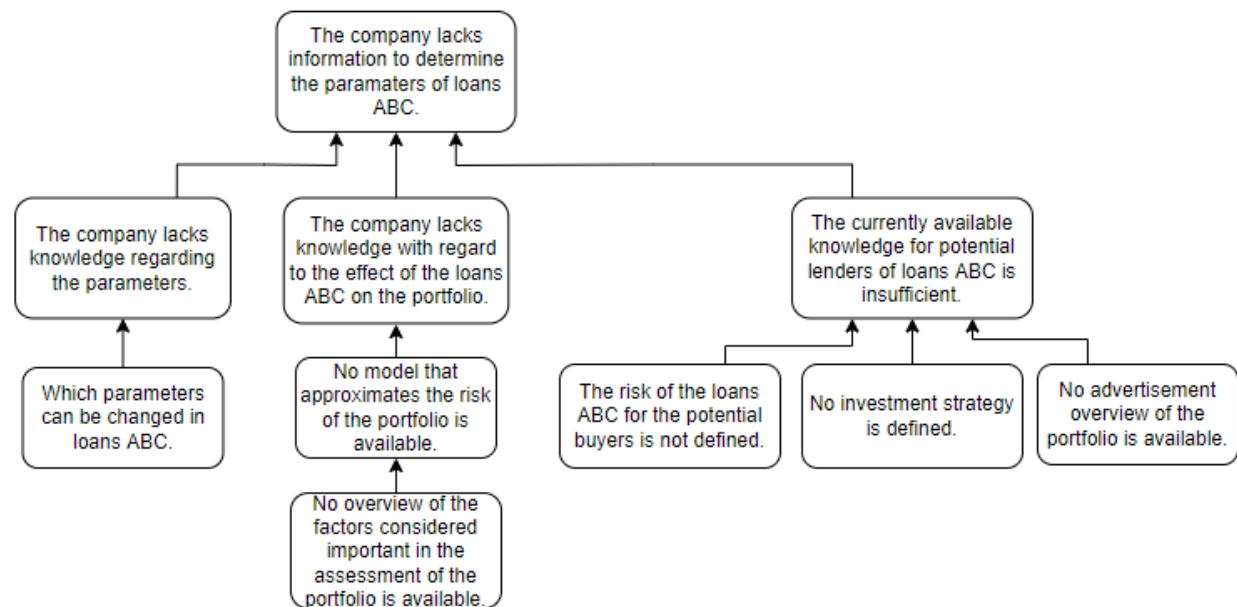 The company lacks
information to determine
the paramaters of loans
ABC.
The company lacks
knowledge regarding
the parameters.
The company lacks
knowledge with regard
to the effect of the loans
ABC on the portfolio.
The currently available
knowledge for potential
lenders of loans ABC is
insufficient.
Which parameters
can be changed in
loans ABC.
No model that
approximates the risk
of the portfolio is
available.
The risk of the loans
ABC for the potential
buyers is not defined.
No investment strategy
is defined.
No advertisement
overview of the
portfolio is available.
No overview of the
factors considered
important in the
assessment of the
portfolio is available.